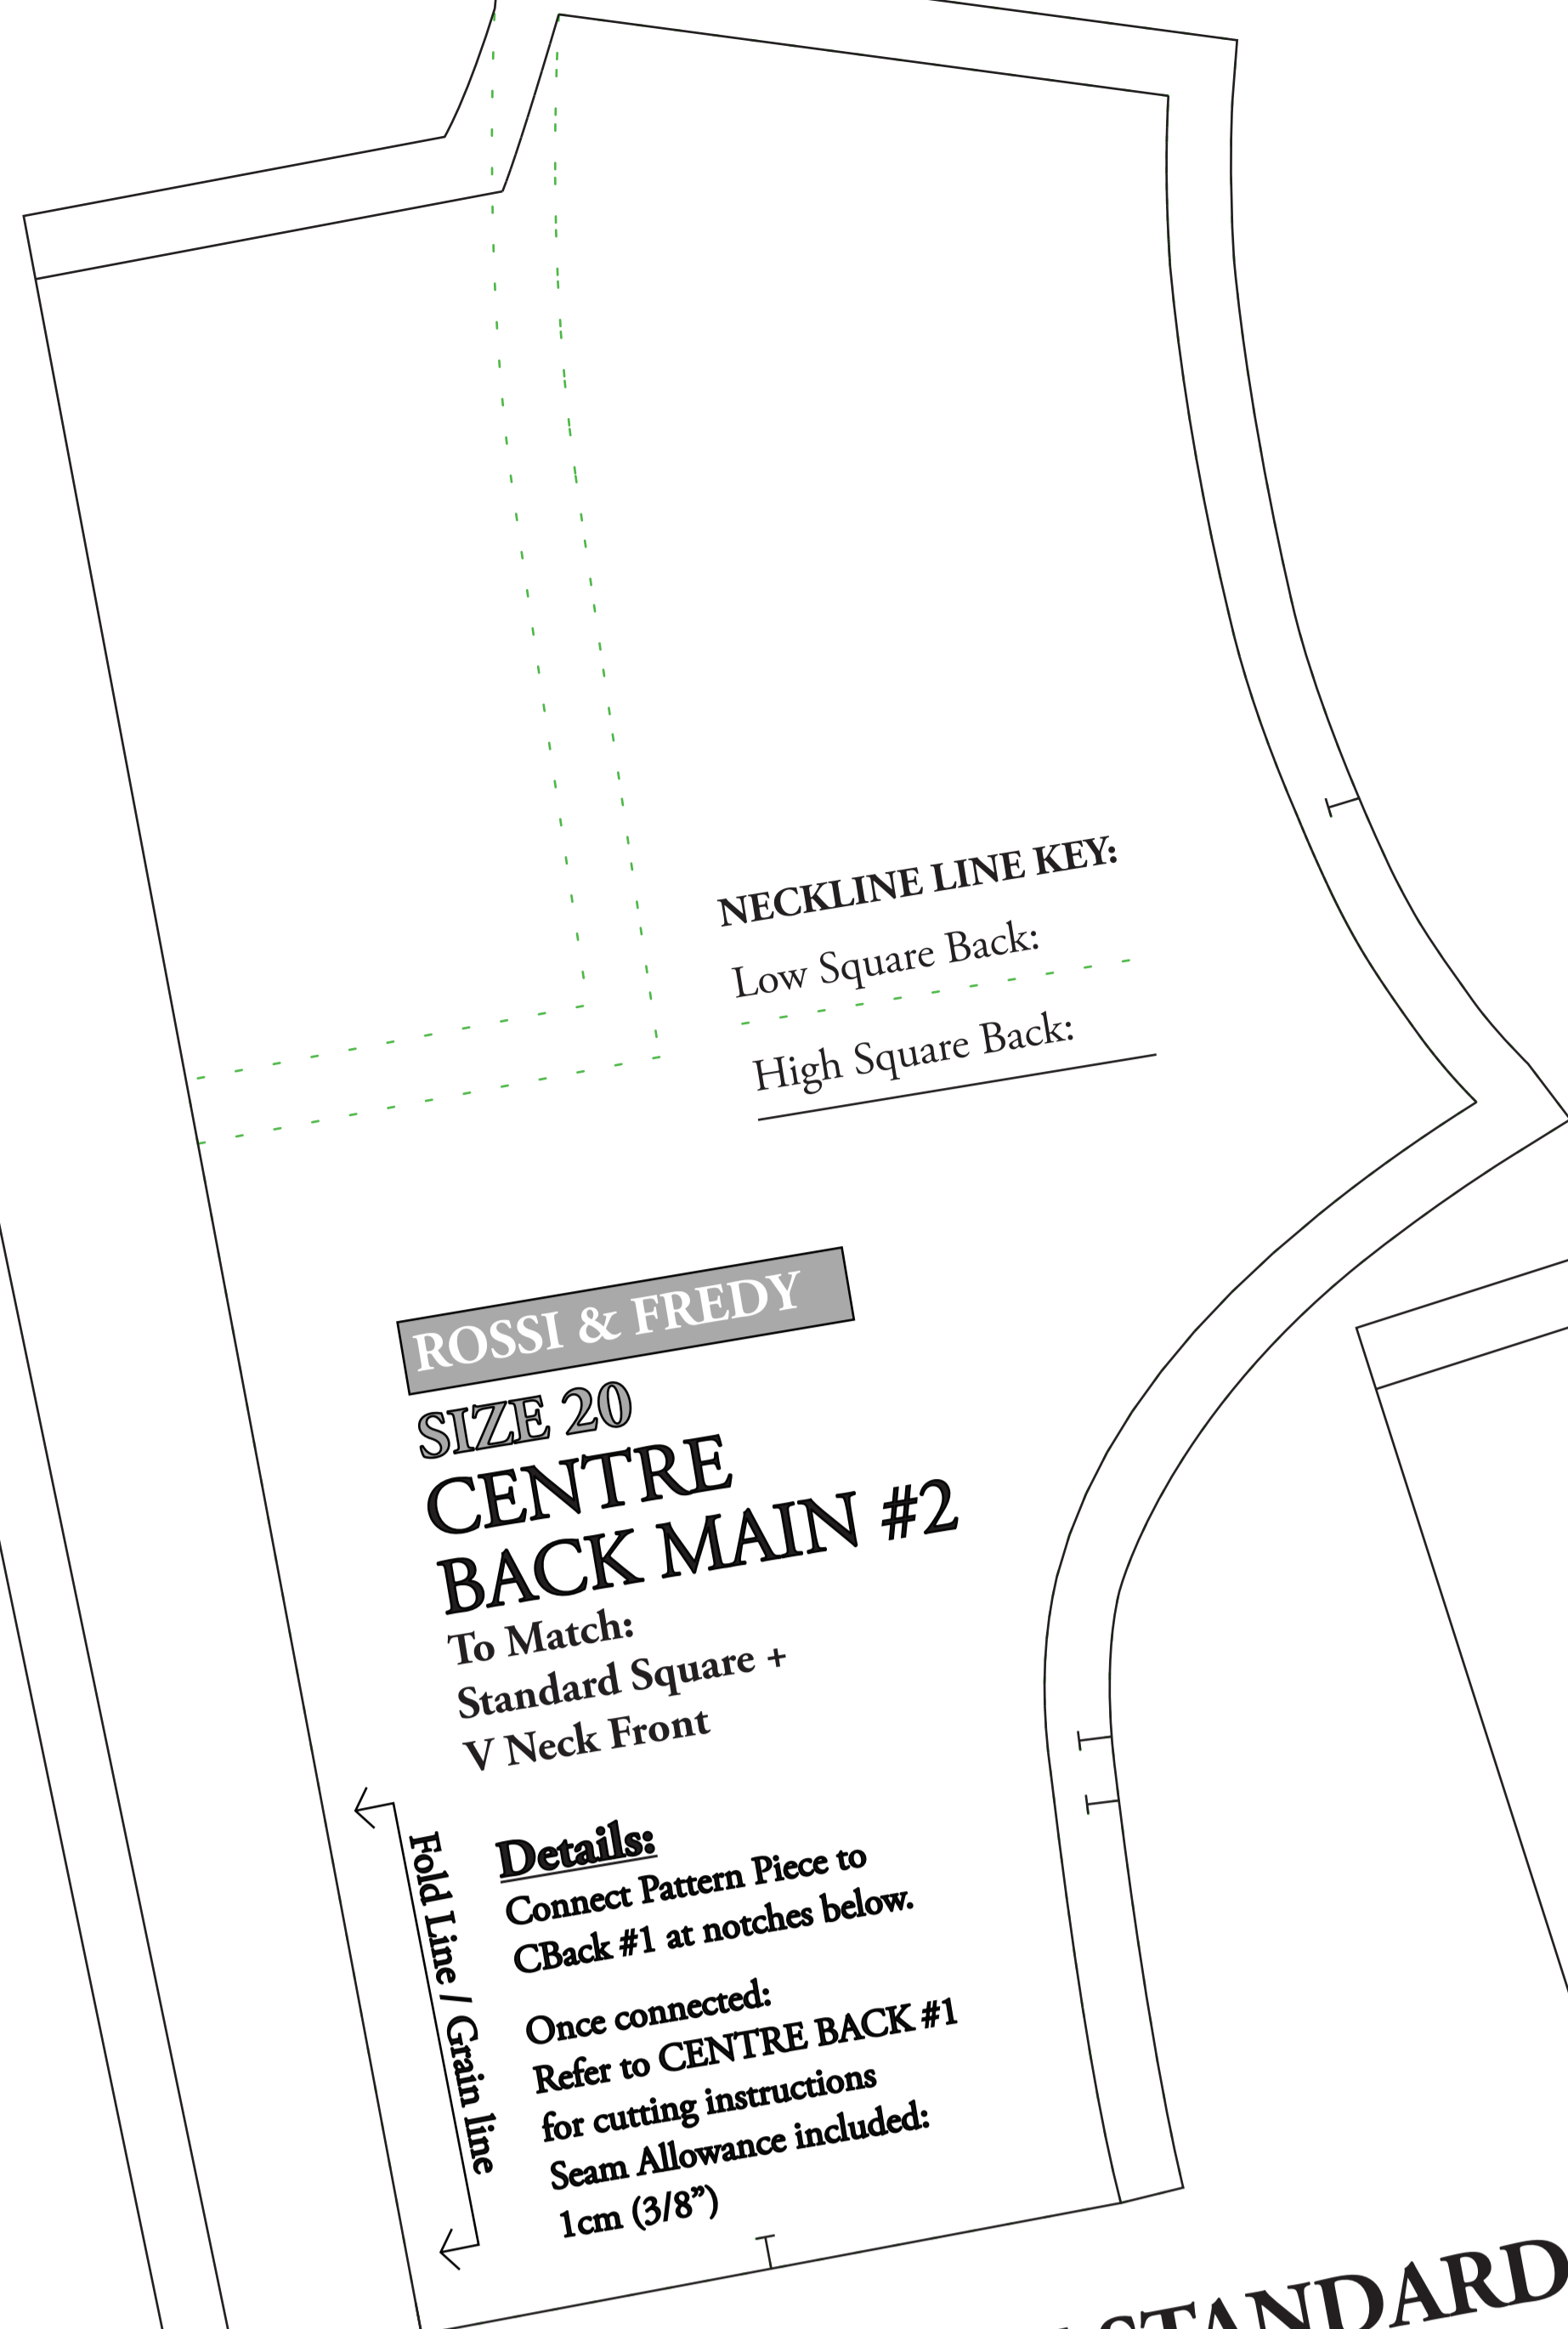 NECKLINE LINE KEY:
Low Square Back:
High Square Back:
ROSSI & FREDY
SIZE 20
CENTRE
BACK MAIN #2
To Match:
Standard Square +
V Neck Front
Fold Line / Grain line
Details:
Connect Pattern Piece to
CBack #1 at notches below.
Once connected:
Refer to CENTRE BACK #1
for cutting instructions
Seam Allowance included:
1cm (3/8”)
STANDARD